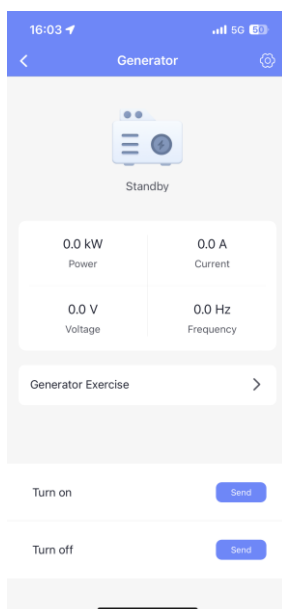 16:03 5G 50
Generator
Standby
0.0 kW 0.0 A
Power Current
0.0 V 0.0 Hz
Voltage Frequency
Generator Exercise
Turn on Send
Turn off Send